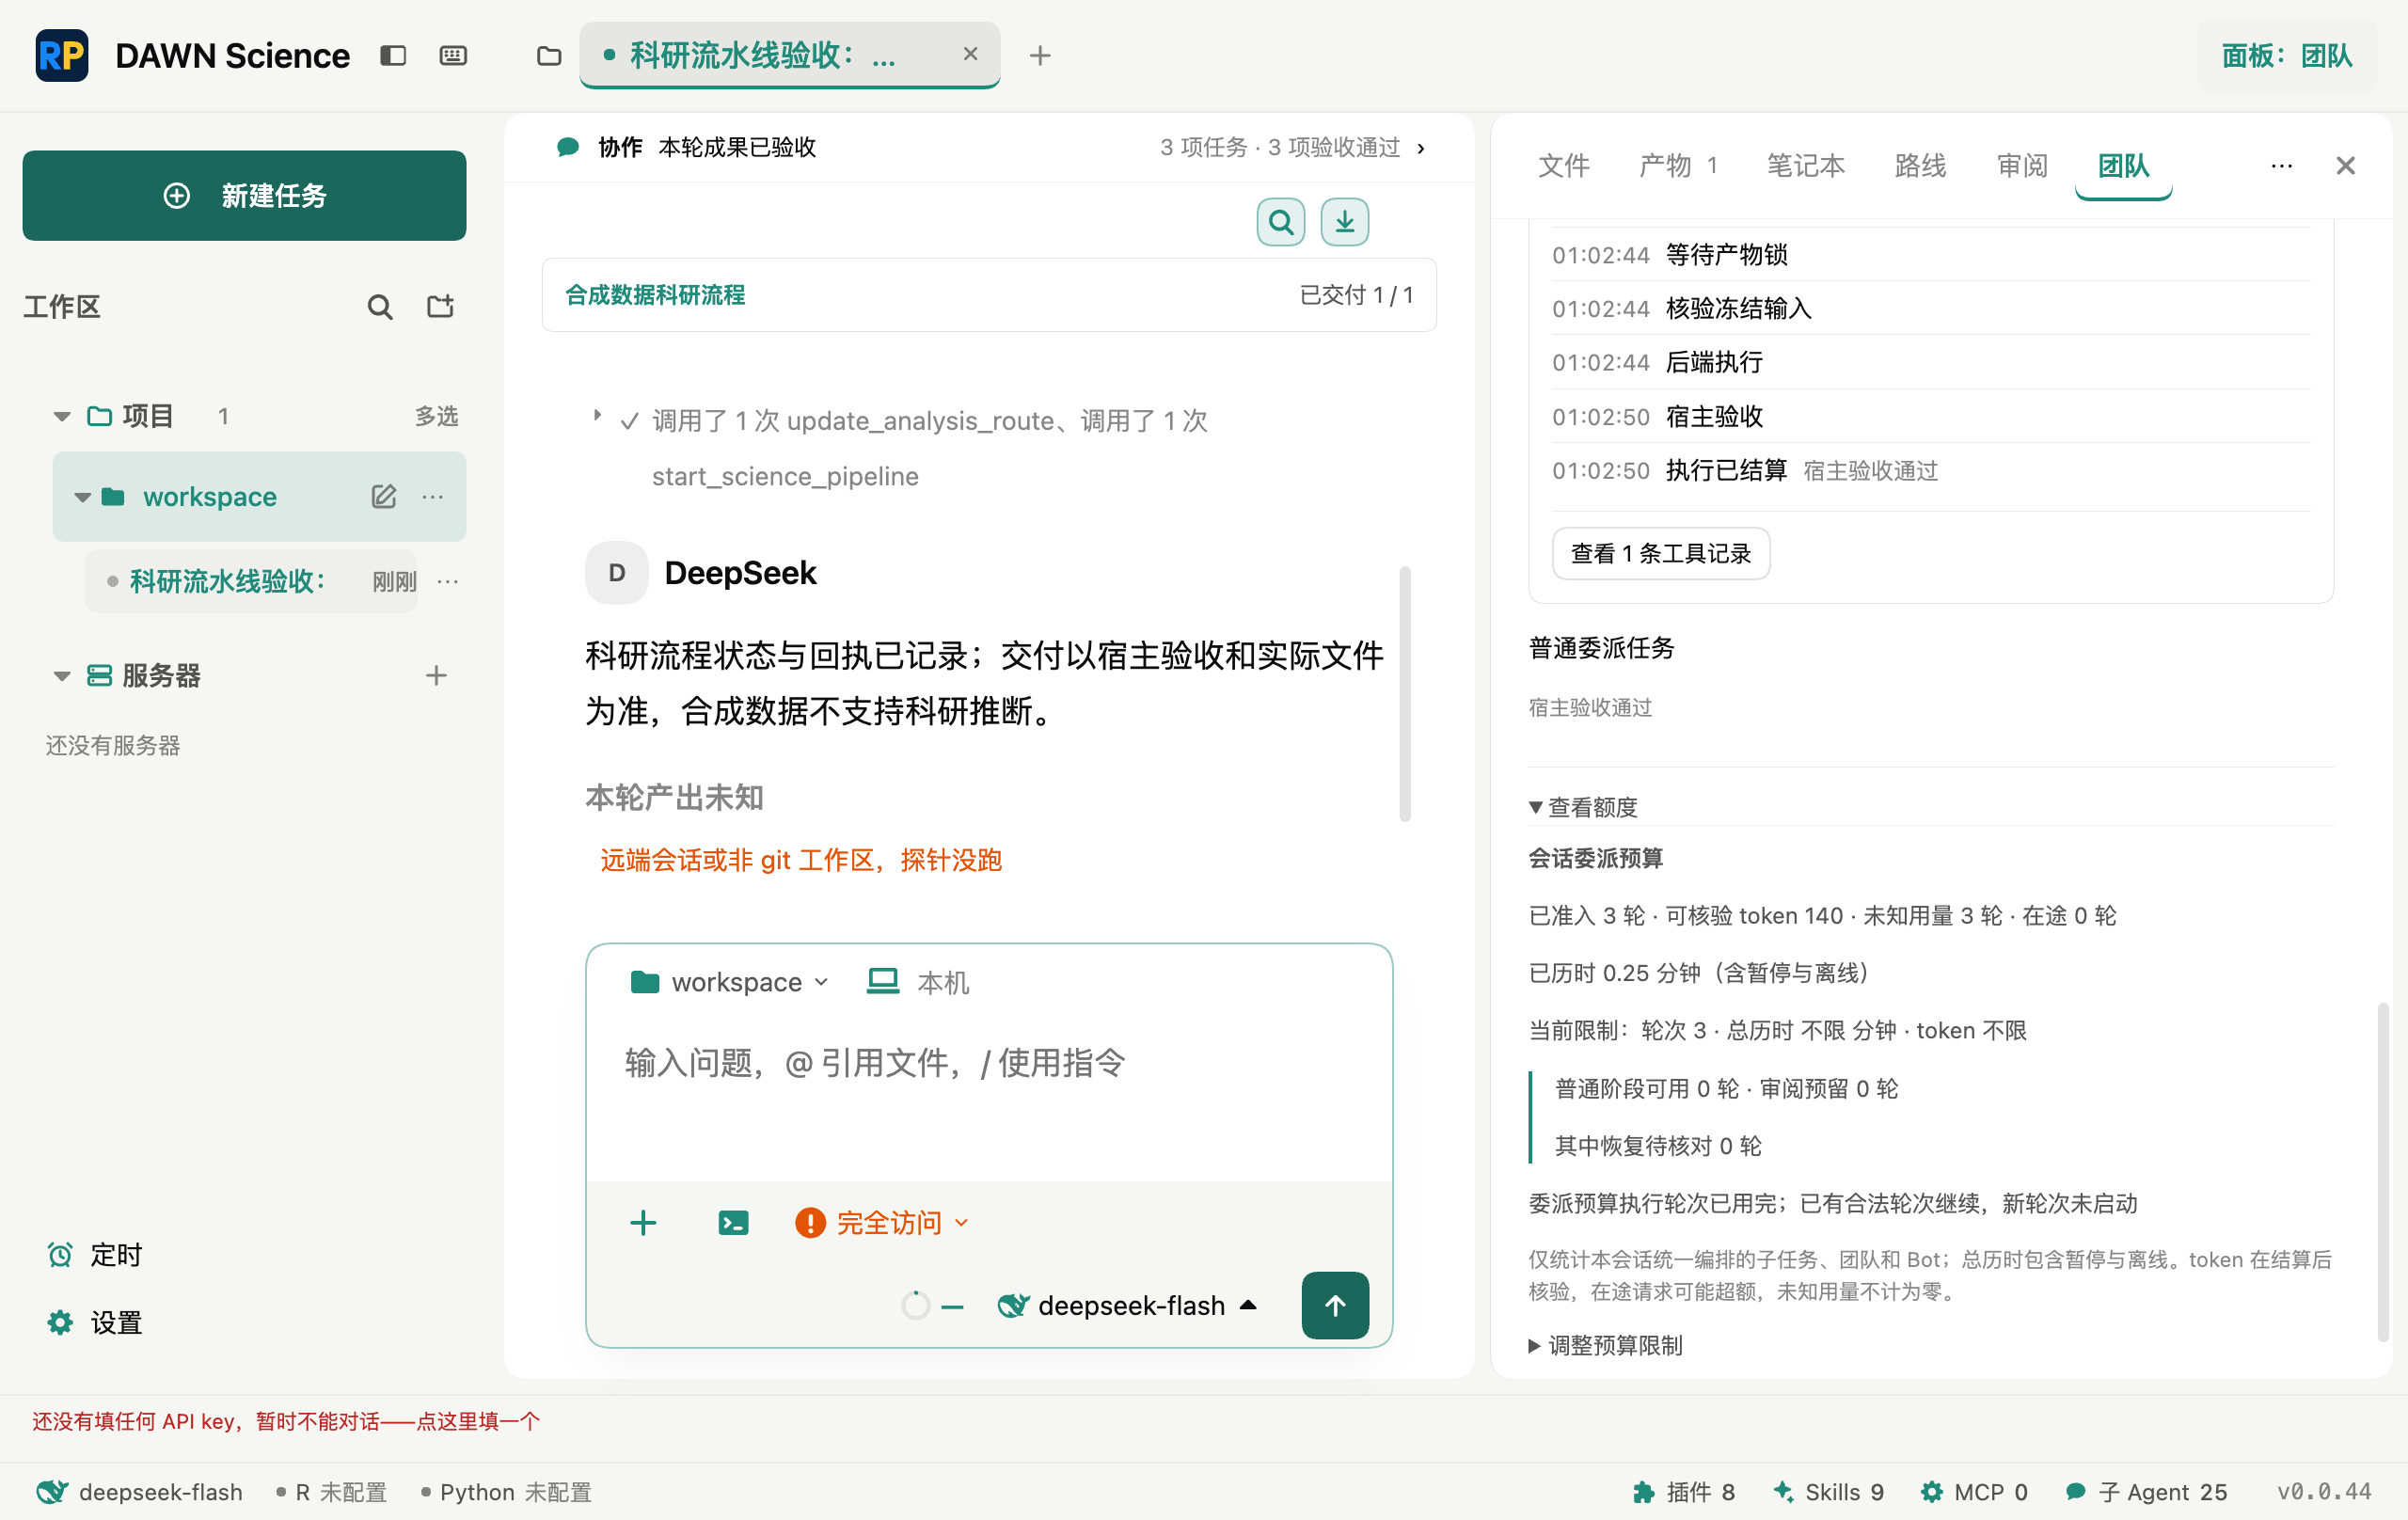 RP DAWN Science
科研流水线验收：...
面板：团队
新建任务
工作区
项目 1 多选
workspace
科研流水线验收： 刚刚
服务器
还没有服务器
定时
设置
协作 本轮成果已验收 3 项任务 · 3 项验收通过
合成数据科研流程 已交付 1 / 1
调用了 1 次 update_analysis_route、调用了 1 次
start_science_pipeline
D DeepSeek
科研流程状态与回执已记录；交付以宿主验收和实际文件
为准，合成数据不支持科研推断。
本轮产出未知
远端会话或非 git 工作区，探针没跑
workspace 本机
输入问题，@ 引用文件，/ 使用指令
完全访问
deepseek-flash
文件 产物 1 笔记本 路线 审阅 团队
01:02:44 等待产物锁
01:02:44 核验冻结输入
01:02:44 后端执行
01:02:50 宿主验收
01:02:50 执行已结算 宿主验收通过
查看 1 条工具记录
普通委派任务
宿主验收通过
查看额度
会话委派预算
已准入 3 轮 · 可核验 token 140 · 未知用量 3 轮 · 在途 0 轮
已历时 0.25 分钟（含暂停与离线）
当前限制：轮次 3 · 总历时 不限 分钟 · token 不限
普通阶段可用 0 轮 · 审阅预留 0 轮
其中恢复待核对 0 轮
委派预算执行轮次已用完；已有合法轮次继续，新轮次未启动
仅统计本会话统一编排的子任务、团队和 Bot；总历时包含暂停与离线。token 在结算后
核验，在途请求可能超额，未知用量不计为零。
调整预算限制
还没有填任何 API key，暂时不能对话——点这里填一个
deepseek-flash R 未配置 Python 未配置
插件 8 Skills 9 MCP 0 子 Agent 25 v0.0.44